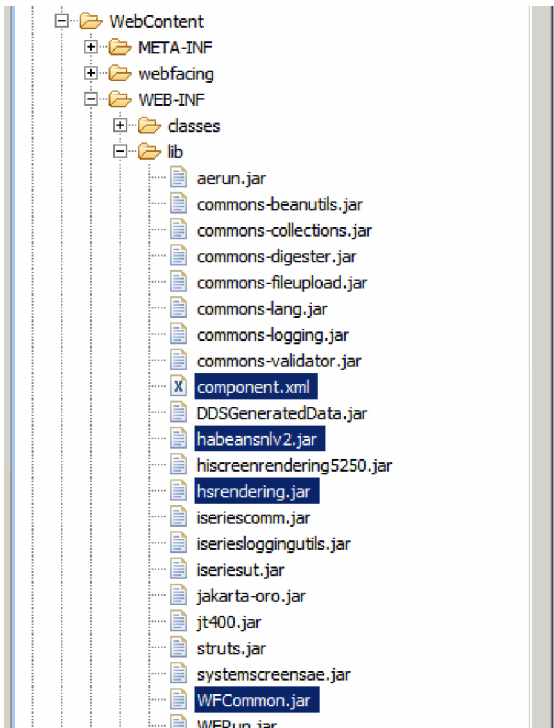 WebContent
META-INF
webfacing
WEB-INF
classes
lib
aerun.jar
commons-beanutils.jar
commons-collections.jar
commons-digester.jar
commons-fileupload.jar
commons-lang.jar
commons-logging.jar
commons-validator.jar
component.xml
DDSGeneratedData.jar
habeansnlv2.jar
hiscreenrendering5250.jar
hsrendering.jar
iseriescomm.jar
iseriesloggingutils.jar
iseriesut.jar
jakarta-oro.jar
jt400.jar
struts.jar
systemscreensae.jar
WFCommon.jar
WFRun.jar